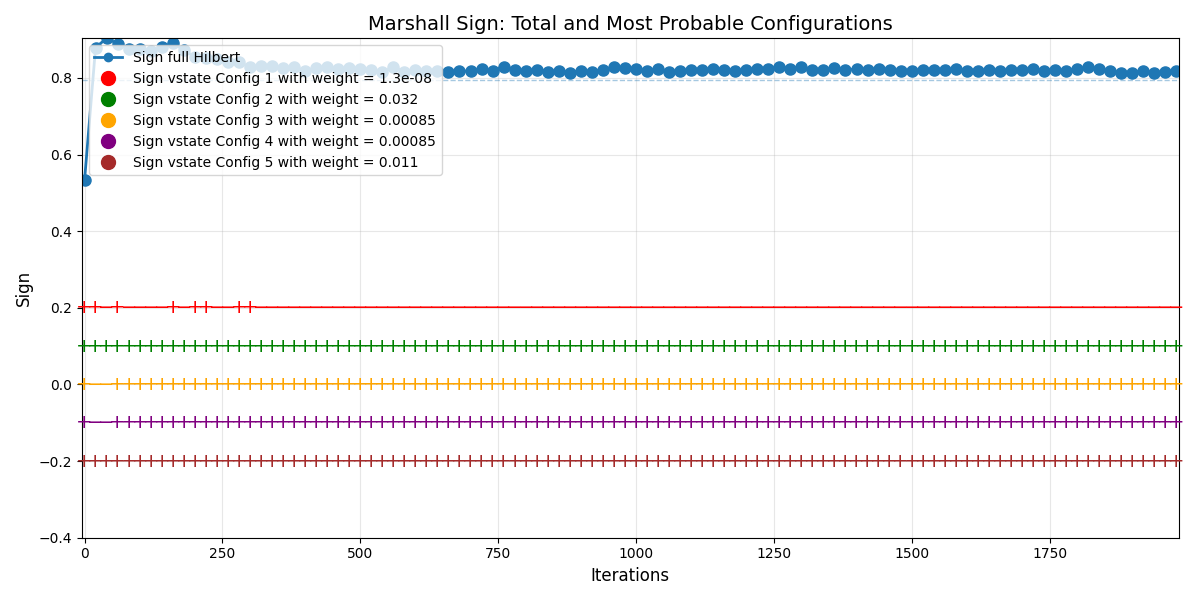 Marshall Sign: Total and Most Probable Configurations
Sign full Hilbert
Sign vstate Config 1 with weight = 1.3e-08
Sign vstate Config 2 with weight = 0.032
Sign vstate Config 3 with weight = 0.00085
Sign vstate Config 4 with weight = 0.00085
Sign vstate Config 5 with weight = 0.011
0.8
0.6
0.4
0.2
0.0
−0.2
−0.4
Sign
0 250 500 750 1000 1250 1500 1750
Iterations